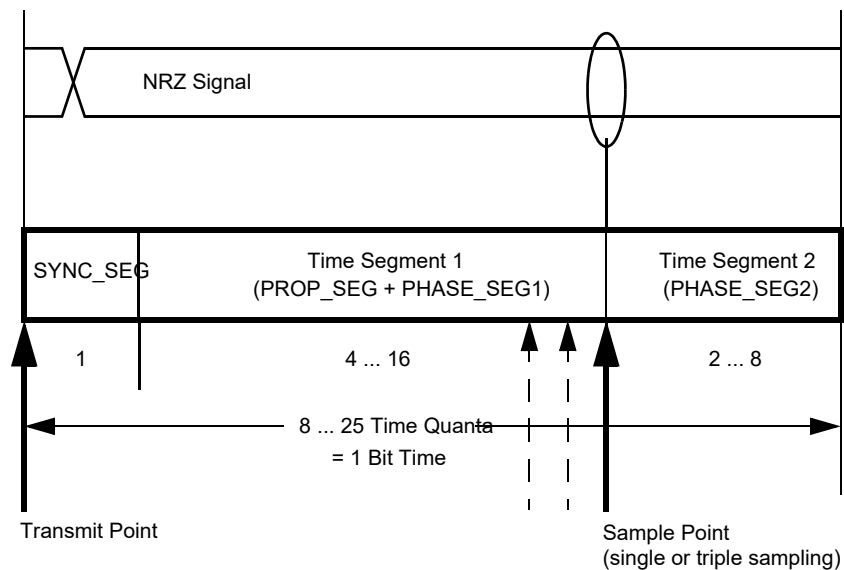 NRZ Signal
SYNC_SEG
Time Segment 1
(PROP_SEG + PHASE_SEG1)
Time Segment 2
(PHASE_SEG2)
1
4 ... 16
2 ... 8
8 ... 25 Time Quanta
= 1 Bit Time
Transmit Point
Sample Point
(single or triple sampling)